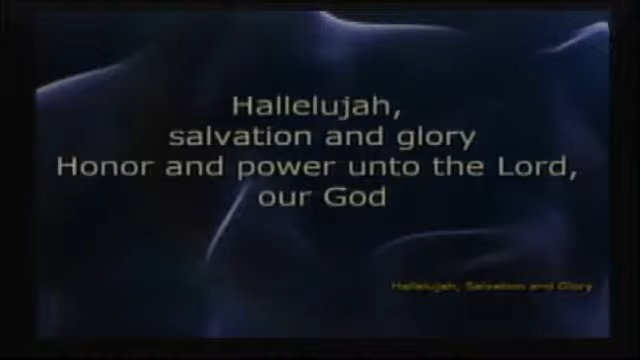 Hallelujah,
salvation and glory
Honor and power unto the Lord,
our God
Hallelujah, Salvation and Glory